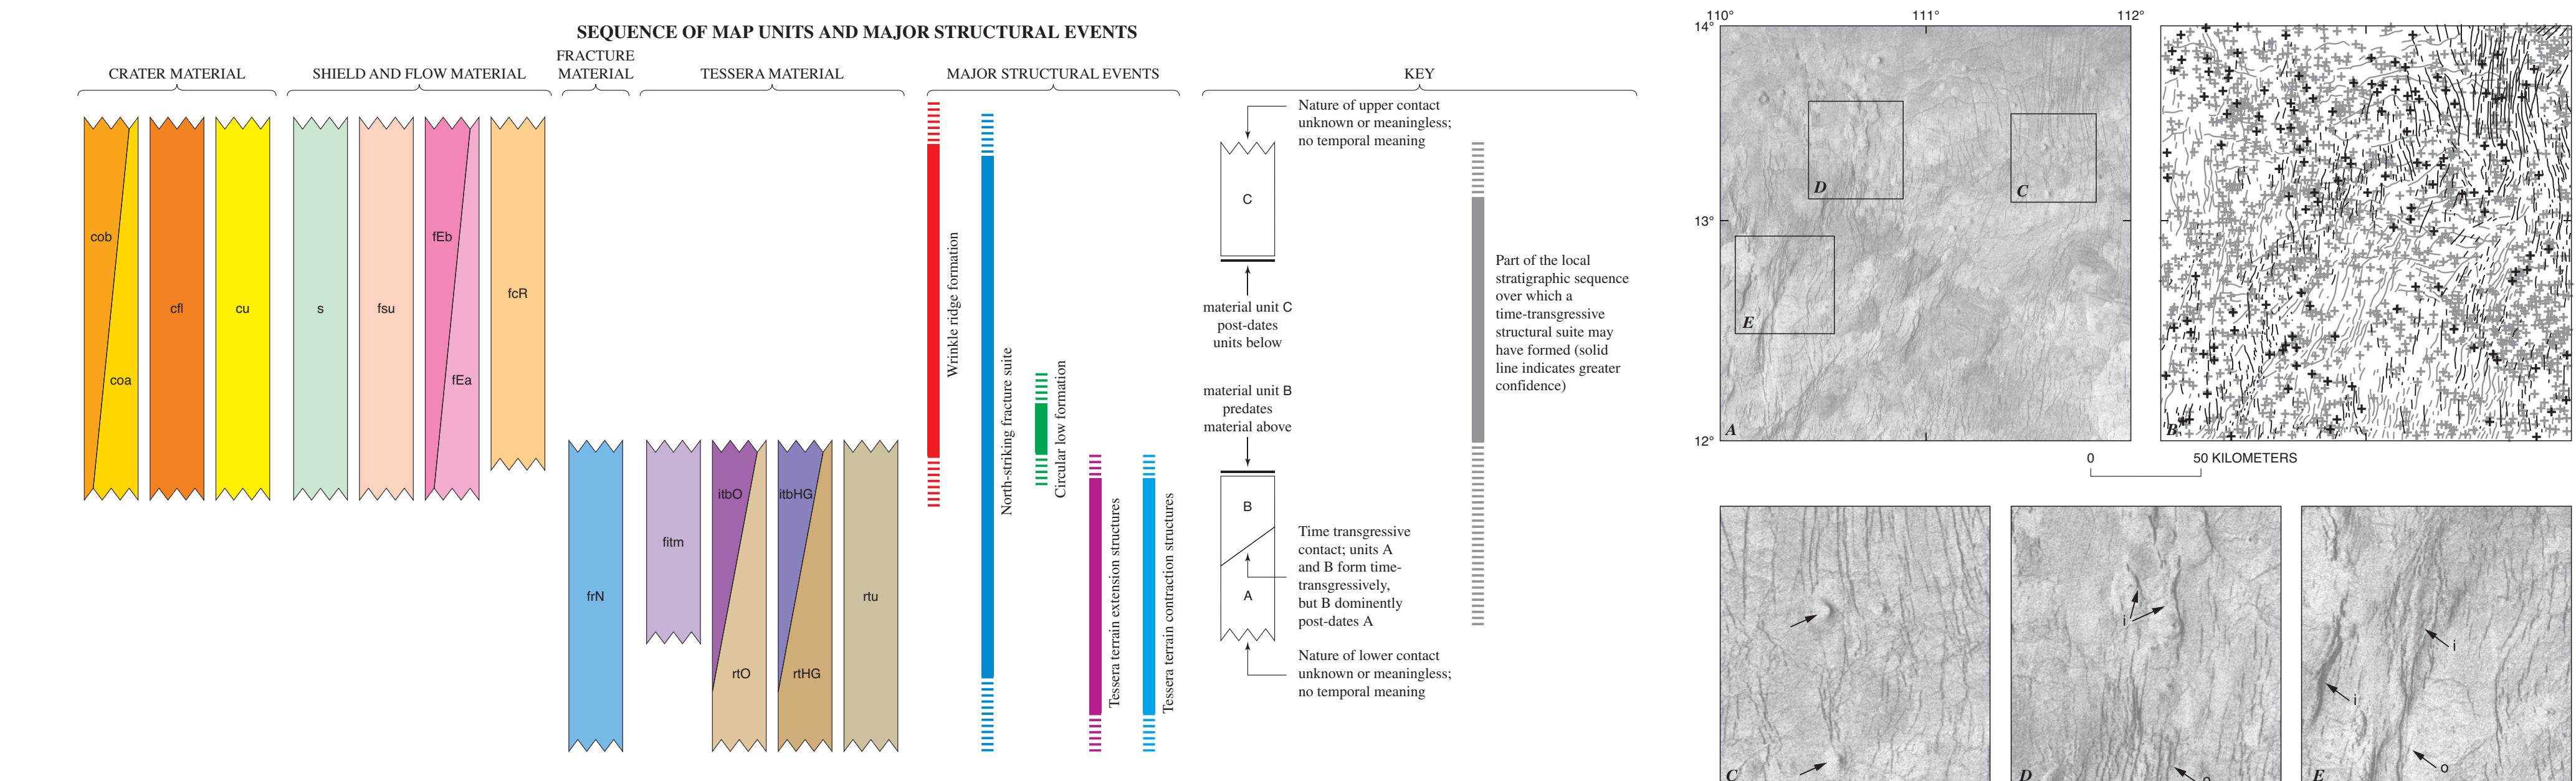 SEQUENCE OF MAP UNITS AND MAJOR STRUCTURAL EVENTS
CRATER MATERIAL
SHIELD AND FLOW MATERIAL
FRACTURE
MATERIAL
TESSERA MATERIAL
MAJOR STRUCTURAL EVENTS
KEY
cob
coa
cfl
cu
s
fsu
fEb
fEa
fcR
frN
fitm
itbO
rtO
itbHG
rtHG
rtu
Wrinkle ridge formation
North-striking fracture suite
Circular low formation
Tessera terrain extension structures
Tessera terrain contraction structures
Nature of upper contact
unknown or meaningless;
no temporal meaning
C
material unit C
post-dates
units below
material unit B
predates
material above
B
A
Time transgressive
contact; units A
and B form time-
transgressively,
but B dominently
post-dates A
Nature of lower contact
unknown or meaningless;
no temporal meaning
Part of the local
stratigraphic sequence
over which a
time-transgressive
structural suite may
have formed (solid
line indicates greater
confidence)
110°
111°
112°
14°
13°
12°
D
C
E
A
B
0
50 KILOMETERS
C
i
D
i
i
o
E